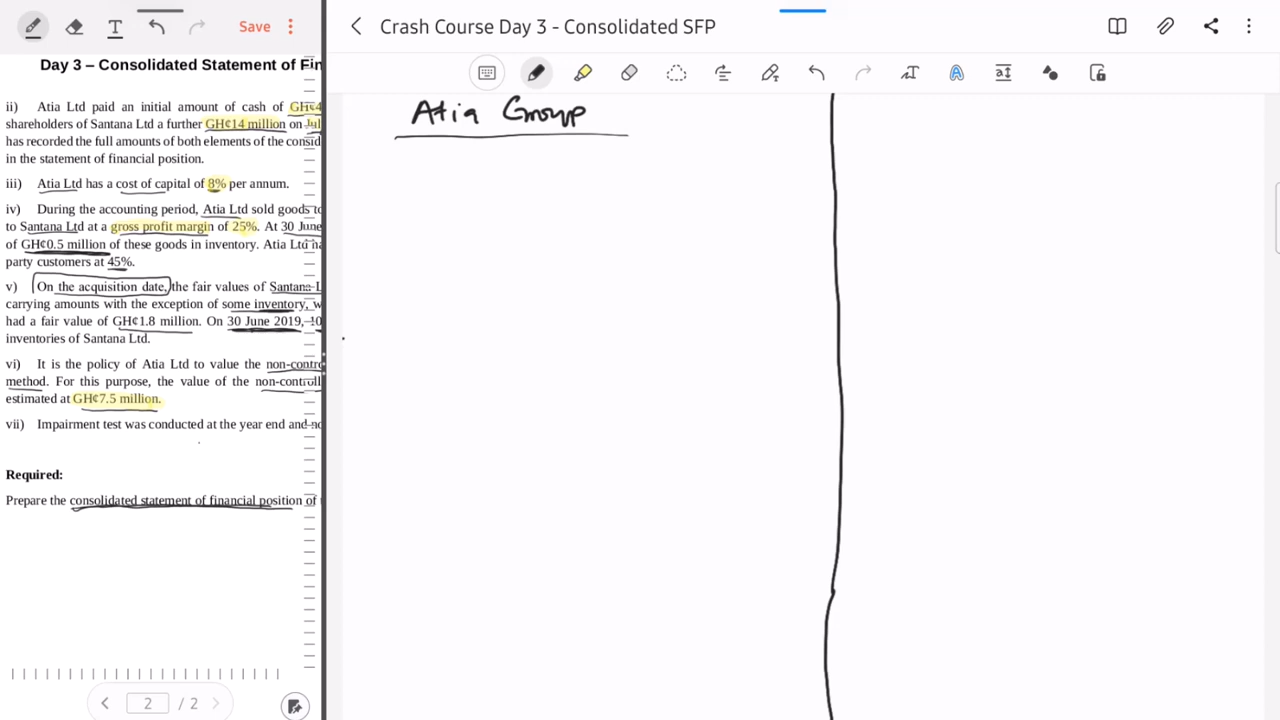 Save
Crash Course Day 3 - Consolidated SFP
Day 3 – Consolidated Statement of Fin
ii) Atia Ltd paid an initial amount of cash of GH¢4
shareholders of Santana Ltd a further GH¢14 million on Jul
has recorded the full amounts of both elements of the consid
in the statement of financial position.
iii) Atia Ltd has a cost of capital of 8% per annum.
iv) During the accounting period, Atia Ltd sold goods to
to Santana Ltd at a gross profit margin of 25%. At 30 June
of GH¢0.5 million of these goods in inventory. Atia Ltd ha
party customers at 45%.
v) On the acquisition date, the fair values of Santana L
carrying amounts with the exception of some inventory, w
had a fair value of GH¢1.8 million. On 30 June 2019, 10
inventories of Santana Ltd.
vi) It is the policy of Atia Ltd to value the non-contro
method. For this purpose, the value of the non-controll
estimated at GH¢7.5 million.
vii) Impairment test was conducted at the year end and no
Required:
Prepare the consolidated statement of financial position of
2 / 2
Atia Group